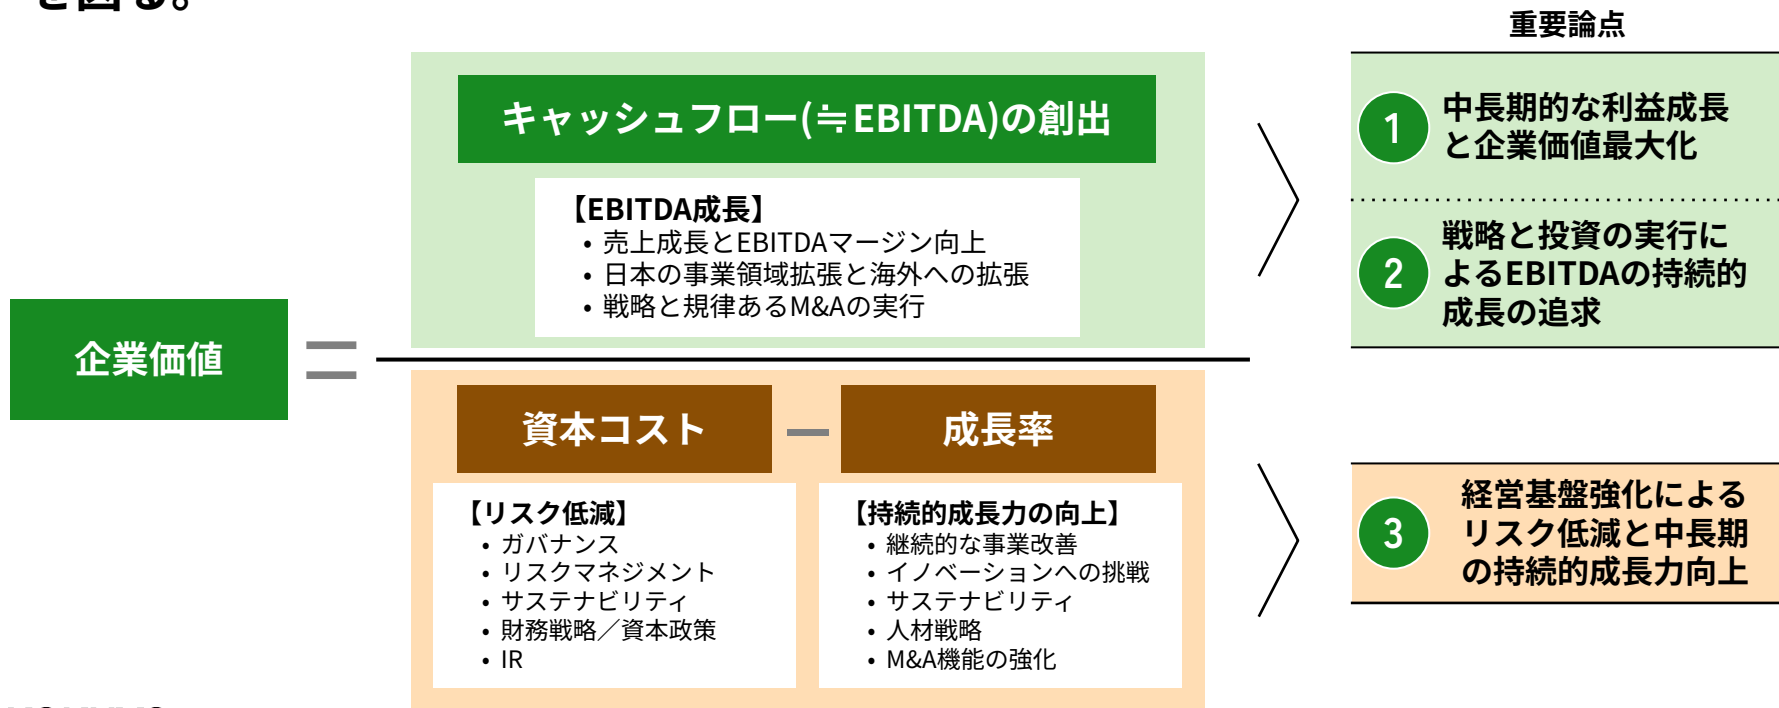 を図る。
重要論点
キャッシュフロー(≒EBITDA)の創出
【EBITDA成長】
• 売上成長とEBITDAマージン向上
• 日本の事業領域拡張と海外への拡張
• 戦略と規律あるM&Aの実行
1
中長期的な利益成長
と企業価値最大化
2
戦略と投資の実行に
よるEBITDAの持続的
成長の追求
企業価値
=
資本コスト
―
成長率
【リスク低減】
• ガバナンス
• リスクマネジメント
• サステナビリティ
• 財務戦略／資本政策
• IR
【持続的成長力の向上】
• 継続的な事業改善
• イノベーションへの挑戦
• サステナビリティ
• 人材戦略
• M&A機能の強化
3
経営基盤強化による
リスク低減と中長期
の持続的成長力向上